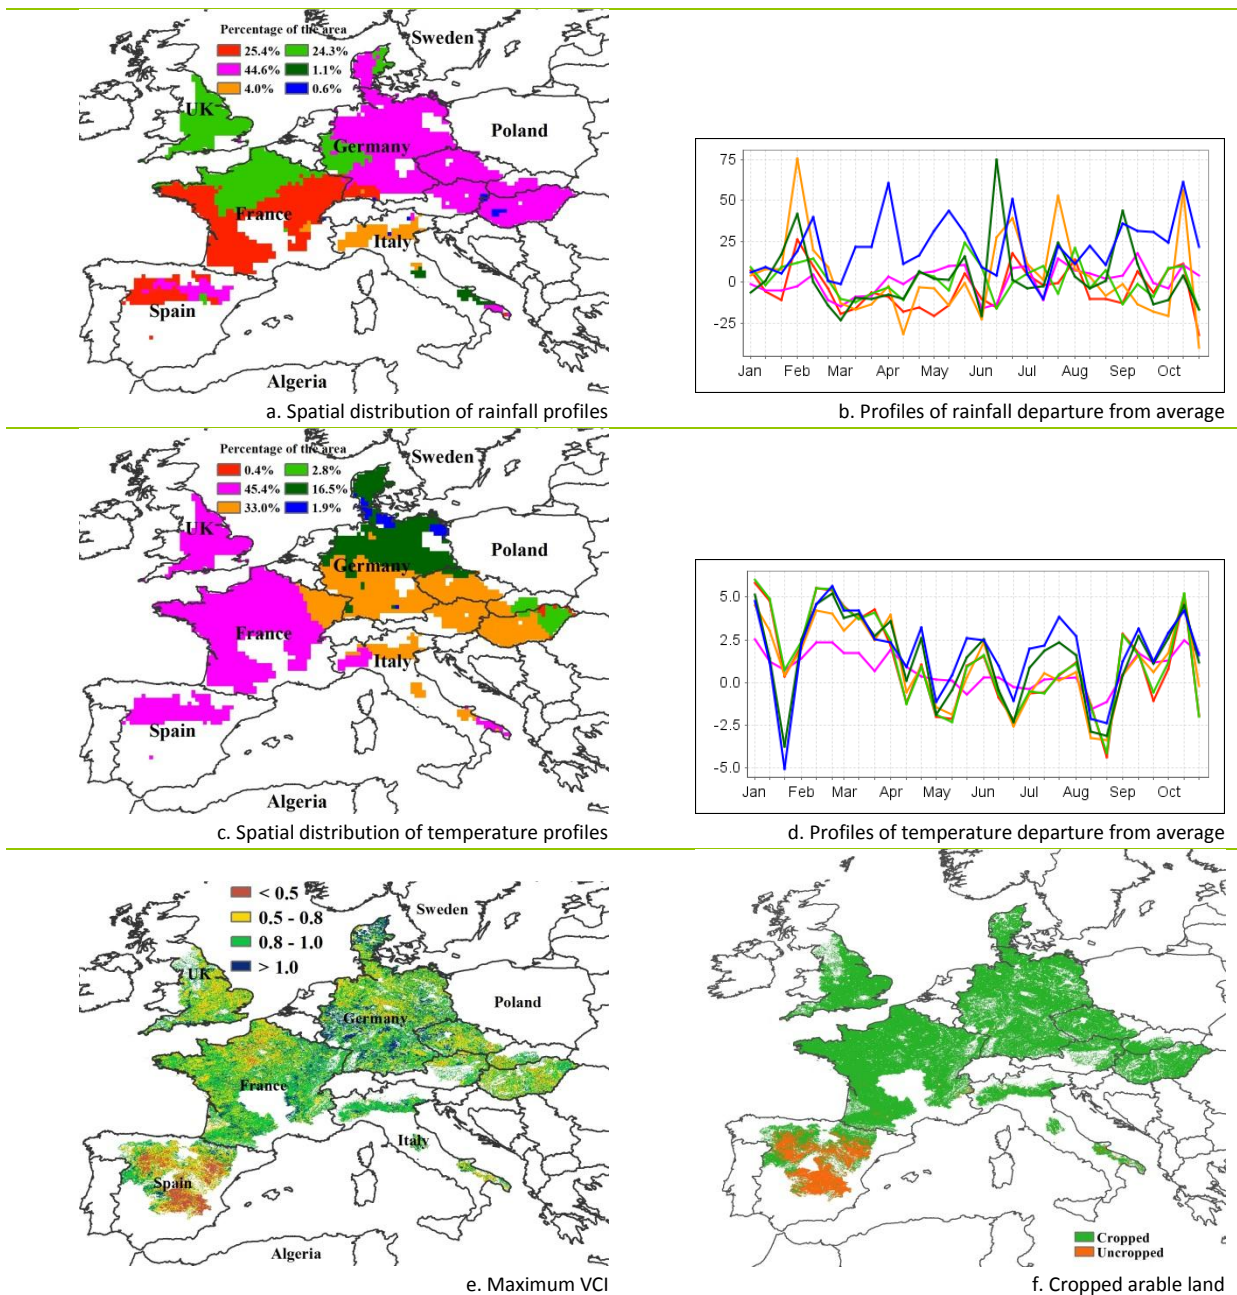 Percentage of the area
25.4% 24.3%
44.6% 1.1%
4.0% 0.6%
Sweden
UK
Poland
Germany
France
Italy
Spain
Algeria
a. Spatial distribution of rainfall profiles
75
50
25
0
-25
Jan Feb Mar Apr May Jun Jul Aug Sep Oct
b. Profiles of rainfall departure from average
Percentage of the area
0.4% 2.8%
45.4% 16.5%
33.0% 1.9%
Sweden
UK
Poland
Germany
France
Italy
Spain
Algeria
c. Spatial distribution of temperature profiles
5.0
2.5
0.0
-2.5
-5.0
Jan Feb Mar Apr May Jun Jul Aug Sep Oct
d. Profiles of temperature departure from average
< 0.5
0.5 - 0.8
0.8 - 1.0
> 1.0
Sweden
UK
Poland
Germany
France
Italy
Spain
Algeria
e. Maximum VCI
Cropped
Uncropped
f. Cropped arable land